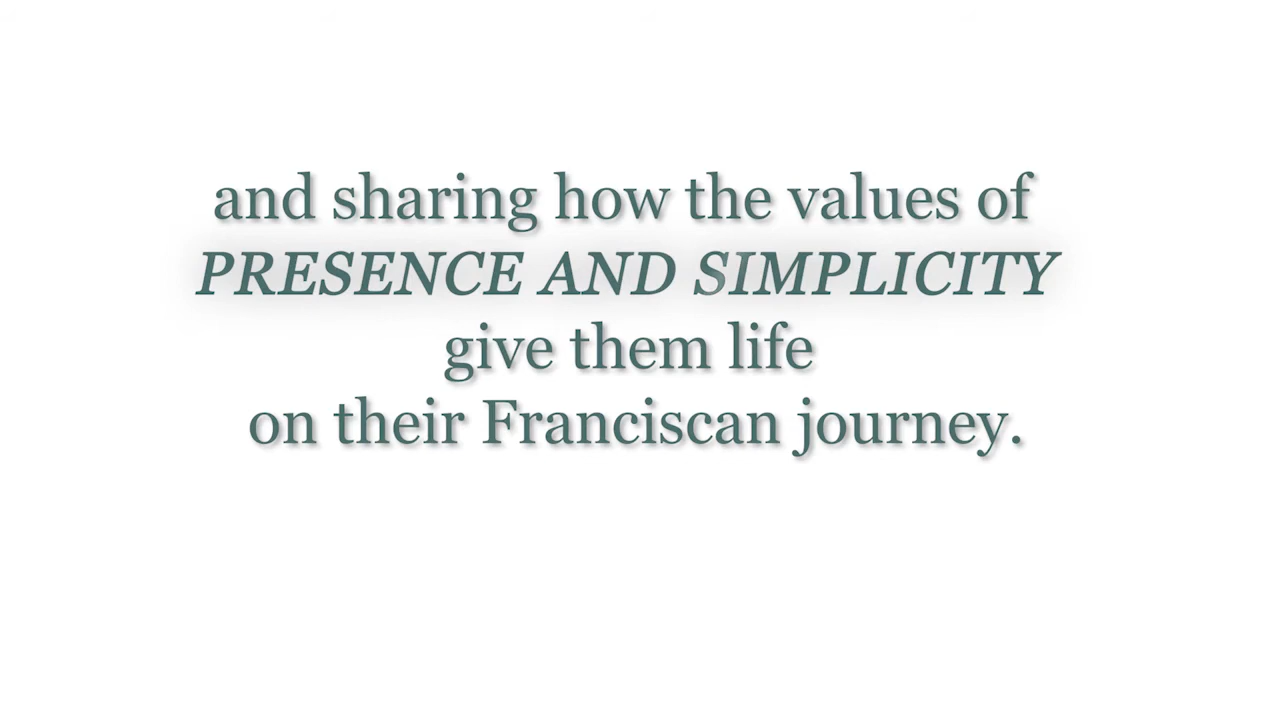 and sharing how the values of
PRESENCE AND SIMPLICITY
give them life
on their Franciscan journey.